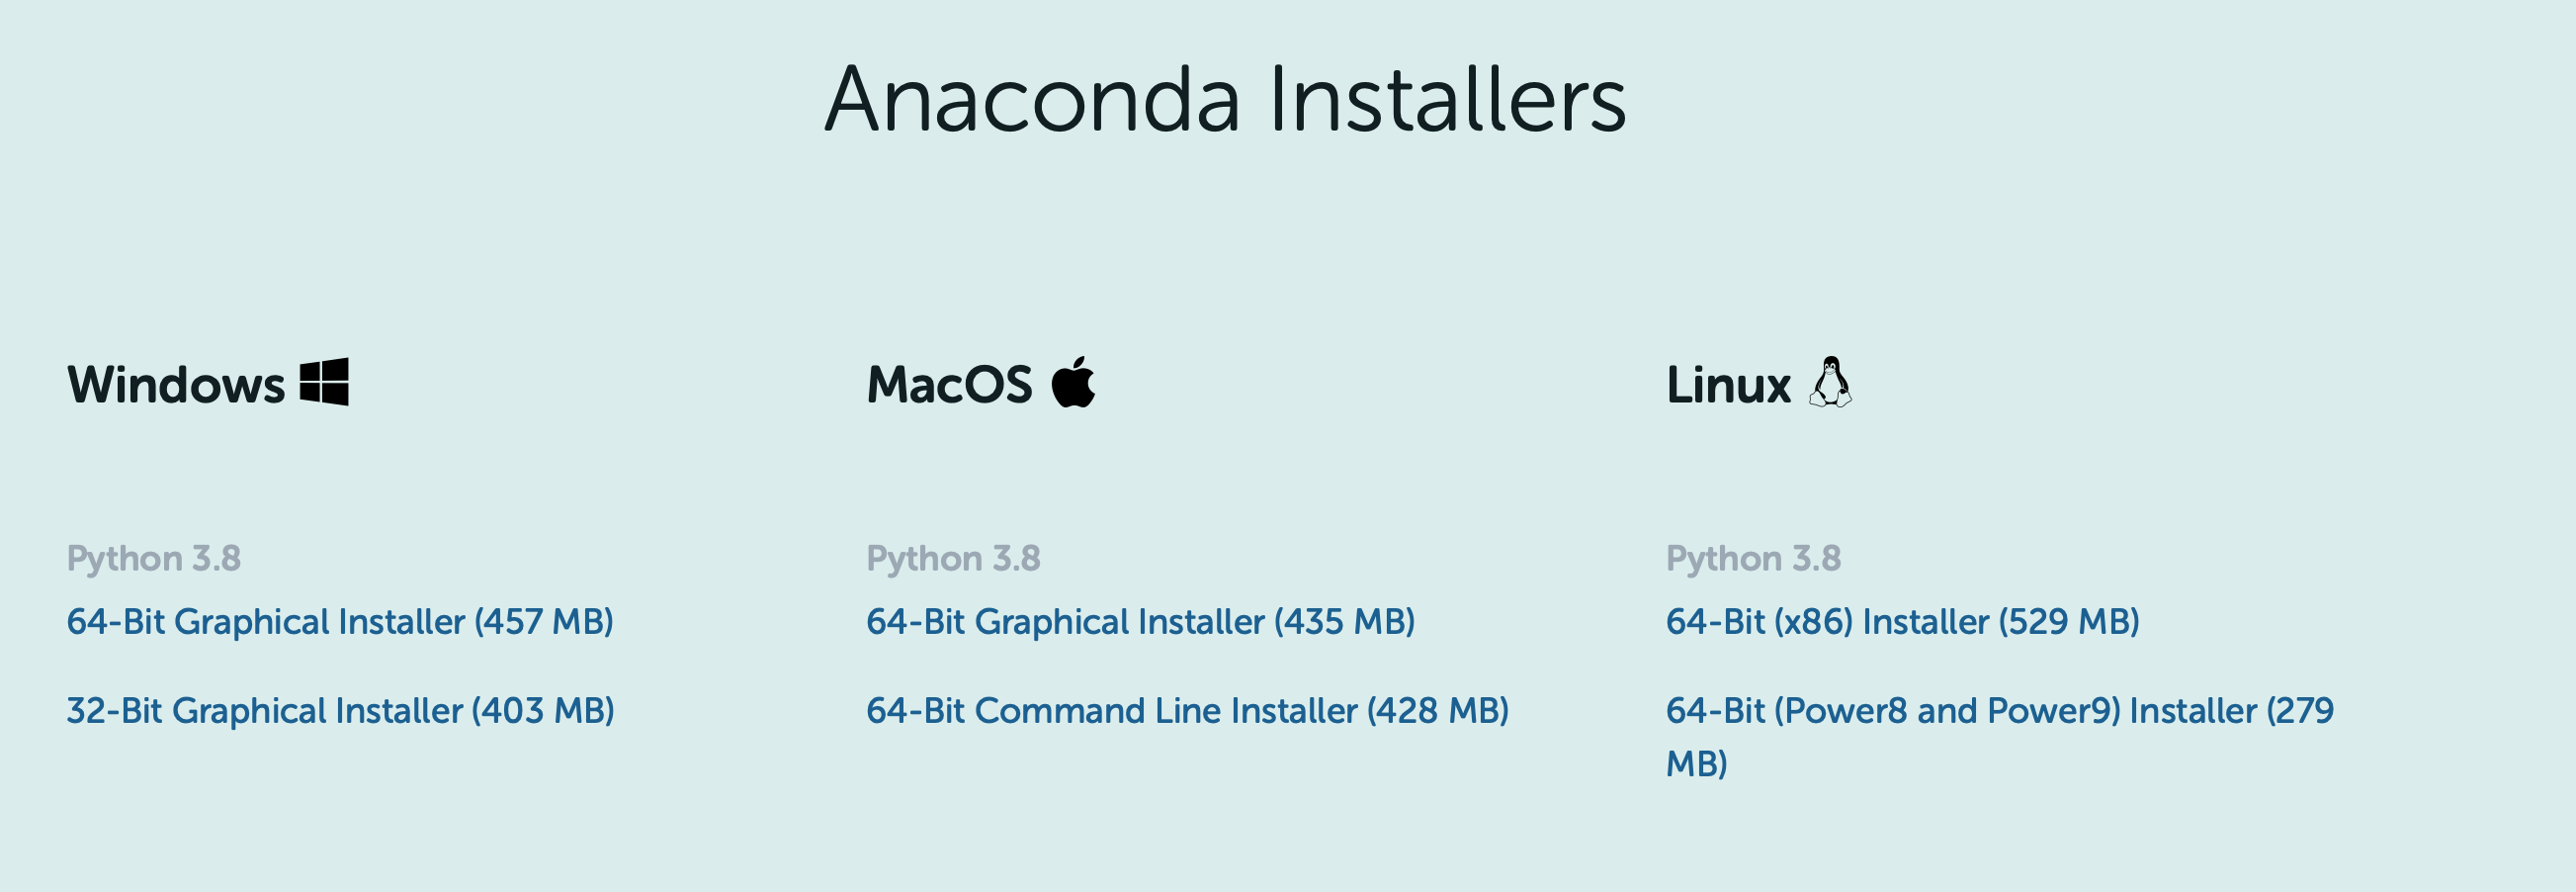 Anaconda Installers
Windows
MacOS
Linux
Python 3.8
64-Bit Graphical Installer (457 MB)
32-Bit Graphical Installer (403 MB)
Python 3.8
64-Bit Graphical Installer (435 MB)
64-Bit Command Line Installer (428 MB)
Python 3.8
64-Bit (x86) Installer (529 MB)
64-Bit (Power8 and Power9) Installer (279
MB)